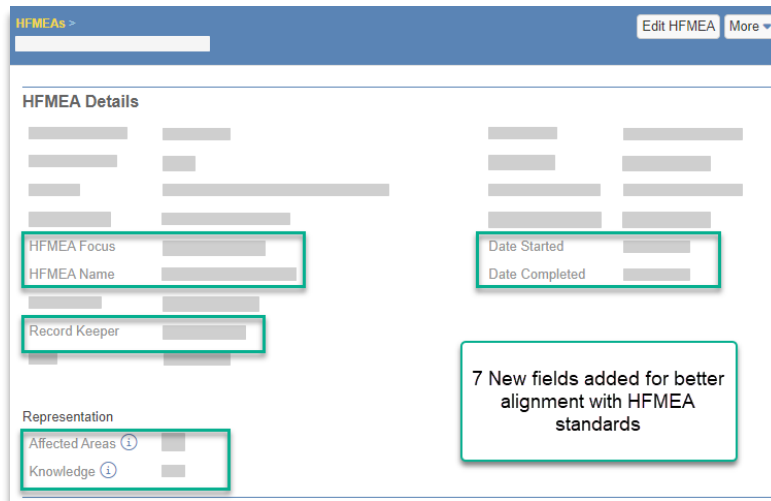 HFMEAs >
Edit HFMEA
More
HFMEA Details
HFMEA Focus
Date Started
HFMEA Name
Date Completed
Record Keeper
7 New fields added for better
alignment with HFMEA
standards
Representation
Affected Areas
Knowledge